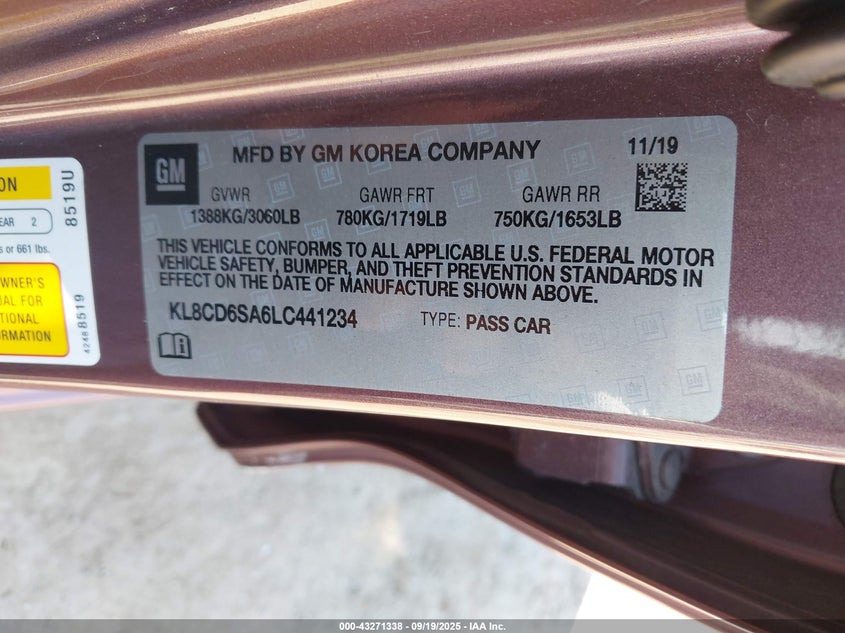 GM
MFD BY GM KOREA COMPANY
11/19
GVWR
GAWR FRT
GAWR RR
1388KG/3060LB
780KG/1719LB
750KG/1653LB
THIS VEHICLE CONFORMS TO ALL APPLICABLE U.S. FEDERAL MOTOR
VEHICLE SAFETY, BUMPER, AND THEFT PREVENTION STANDARDS IN
EFFECT ON THE DATE OF MANUFACTURE SHOWN ABOVE.
KL8CD6SA6LC441234
TYPE: PASS CAR
ON
EAR 2
s or 661 lbs.
WNER'S
UAL FOR
TIONAL
ORMATION
8519U
42488519
000-43271338 - 09/19/2025 - IAA Inc.